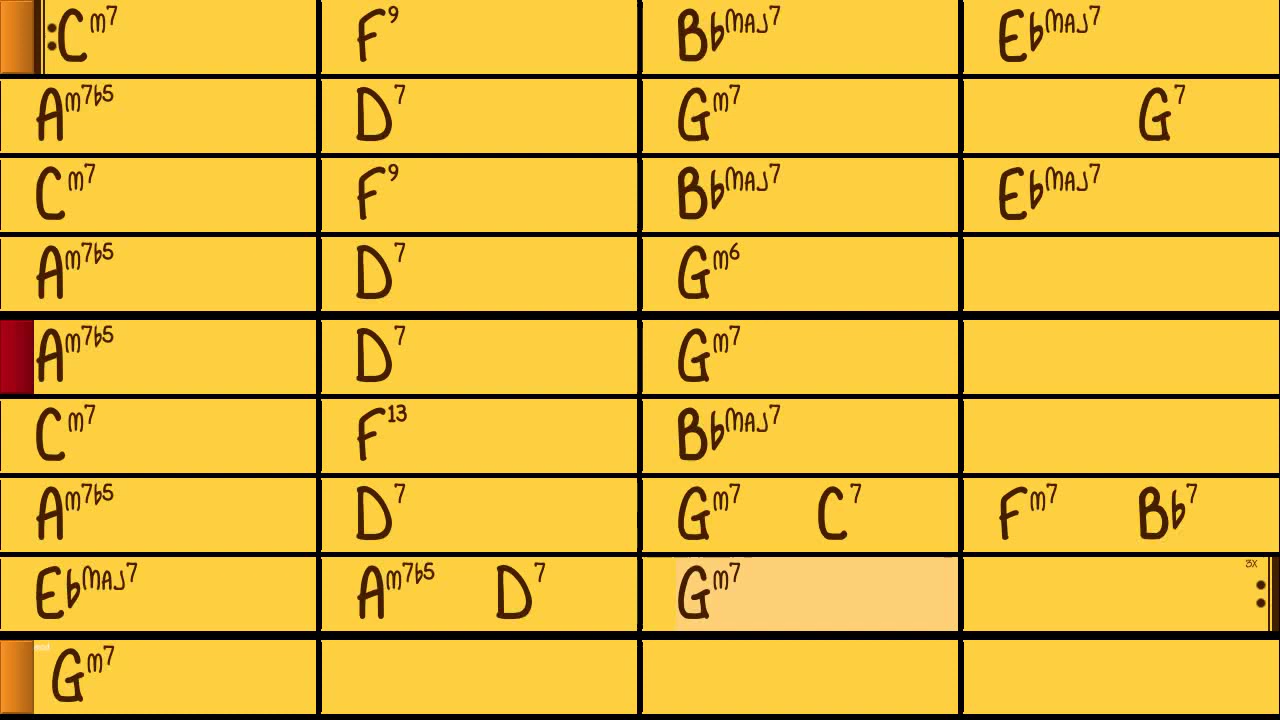 Cm7 F9 B♭MAJ7 E♭MAJ7
Am7♭5 D7 Gm7 G7
Cm7 F9 B♭MAJ7 E♭MAJ7
Am7♭5 D7 Gm6
Am7♭5 D7 Gm7
Cm7 F13 B♭MAJ7
Am7♭5 D7 Gm7 C7 Fm7 B♭7
E♭MAJ7 Am7♭5 D7 Gm7 3X
Gm7